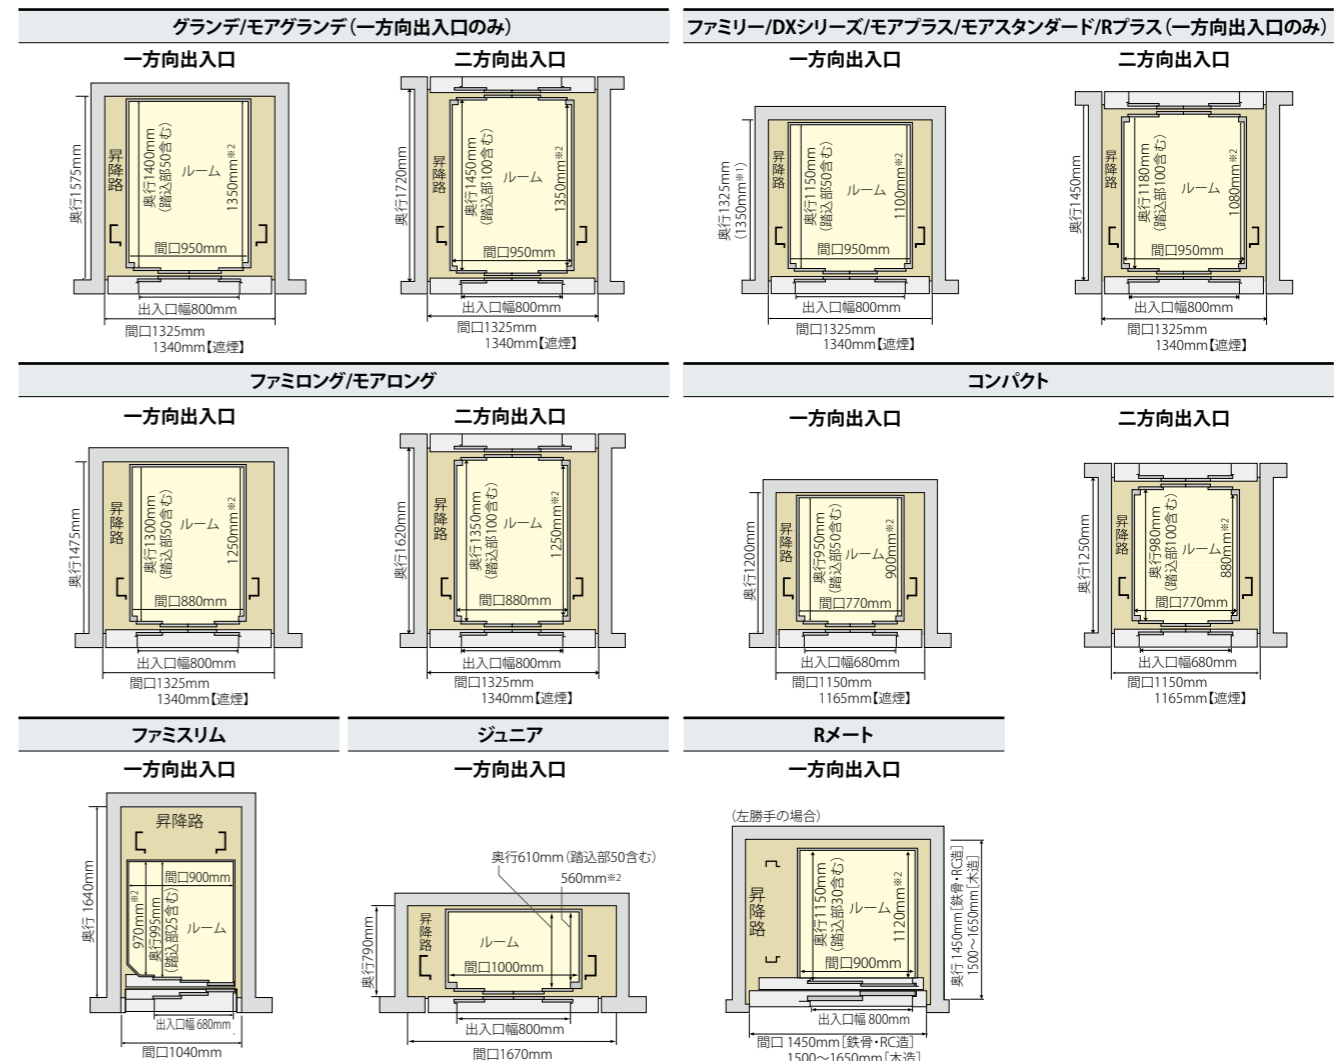 グランデ/モアグランデ（一方向出入口のみ）
一方向出入口
奥行1575mm
昇降路
奥行1400mm
（踏込部50含む）
ルーム
1350mm※2
間口950mm
出入口幅800mm
間口1325mm
1340mm【遮煙】
二方向出入口
奥行1720mm
昇降路
奥行1450mm
（踏込部100含む）
ルーム
1350mm※2
間口950mm
出入口幅800mm
間口1325mm
1340mm【遮煙】
ファミリー/DXシリーズ/モアプラス/モアスタンダード/Rプラス（一方向出入口のみ）
一方向出入口
奥行1325mm
（1350mm※1）
昇降路
奥行1150mm
（踏込部50含む）
ルーム
1100mm※2
間口950mm
出入口幅800mm
間口1325mm
1340mm【遮煙】
二方向出入口
奥行1450mm
昇降路
奥行1180mm
（踏込部100含む）
ルーム
1080mm※2
間口950mm
出入口幅800mm
間口1325mm
1340mm【遮煙】
ファミロング/モアロング
一方向出入口
奥行1475mm
昇降路
奥行1300mm
（踏込部50含む）
ルーム
1250mm※2
間口880mm
出入口幅800mm
間口1325mm
1340mm【遮煙】
二方向出入口
奥行1620mm
昇降路
奥行1350mm
（踏込部100含む）
ルーム
1250mm※2
間口880mm
出入口幅800mm
間口1325mm
1340mm【遮煙】
コンパクト
一方向出入口
奥行1200mm
昇降路
奥行950mm
（踏込部50含む）
ルーム
900mm※2
間口770mm
出入口幅680mm
間口1150mm
1165mm【遮煙】
二方向出入口
奥行1250mm
昇降路
奥行980mm
（踏込部100含む）
ルーム
880mm※2
間口770mm
出入口幅680mm
間口1150mm
1165mm【遮煙】
ファミスリム
一方向出入口
奥行 1640mm
昇降路
間口900mm
970mm※2
奥行995mm
（踏込部25含む）
ルーム
出入口幅 680mm
間口1040mm
ジュニア
一方向出入口
奥行610mm（踏込部50含む）
560mm※2
奥行790mm
昇降路
ルーム
間口1000mm
出入口幅800mm
間口1670mm
Rメート
一方向出入口
（左勝手の場合）
昇降路
奥行1150mm
（踏込部30含む）
ルーム
1120mm※2
間口900mm
奥行 1450mm［鉄骨・RC造］
1500〜1650mm［木造］
出入口幅 800mm
間口 1450mm［鉄骨・RC造］
1500〜1650mm［木造］